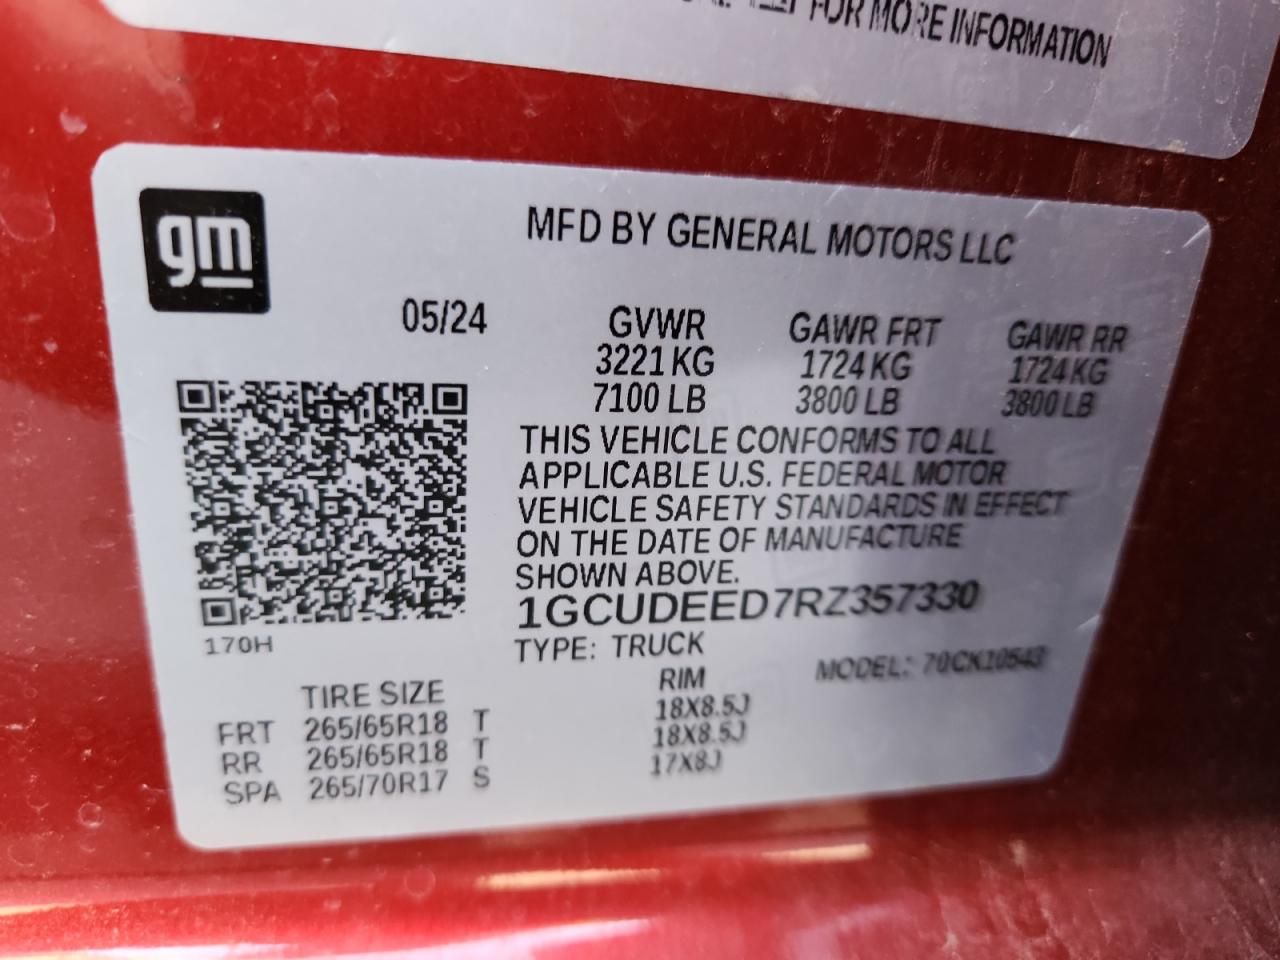 FOR MORE INFORMATION
gm
MFD BY GENERAL MOTORS LLC
05/24
GVWR GAWR FRT GAWR RR
3221 KG 1724 KG 1724 KG
7100 LB 3800 LB 3800 LB
THIS VEHICLE CONFORMS TO ALL
APPLICABLE U.S. FEDERAL MOTOR
VEHICLE SAFETY STANDARDS IN EFFECT
ON THE DATE OF MANUFACTURE
SHOWN ABOVE.
1GCUDEED7RZ357330
170H
TYPE: TRUCK MODEL: 70CK10543
TIRE SIZE RIM
FRT 265/65R18 T 18X8.5J
RR 265/65R18 T 18X8.5J
SPA 265/70R17 S 17X8J